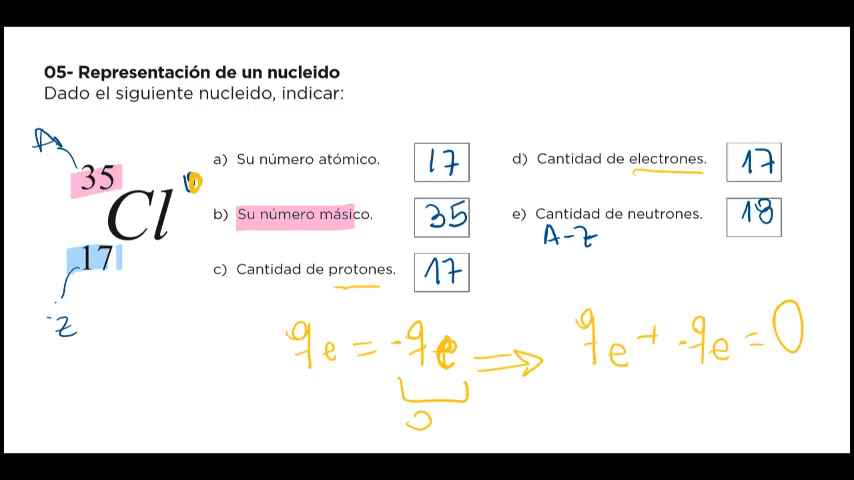 05- Representación de un nucleido
Dado el siguiente nucleido, indicar:
A
35
Cl
17
z
a) Su número atómico. 17
b) Su número másico. 35
c) Cantidad de protones. 17
d) Cantidad de electrones. 17
e) Cantidad de neutrones. 18
A-Z
qe = -qe ⟹ qe + -qe = 0